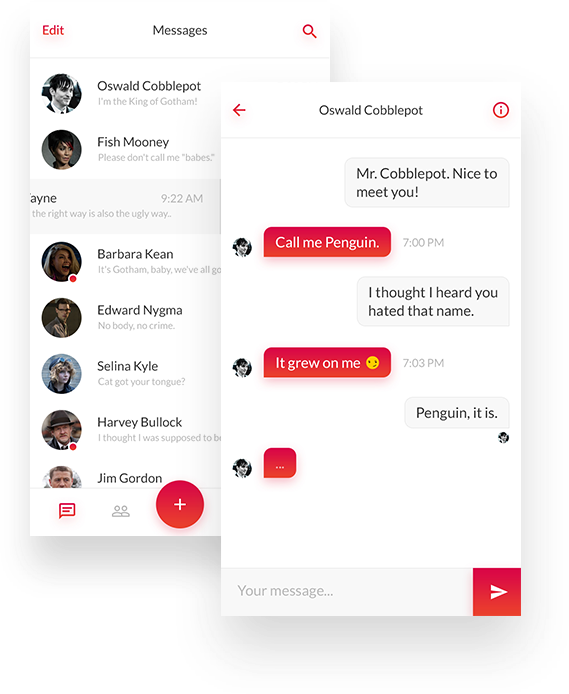 Edit
Messages
Oswald Cobblepot
I'm the King of Gotham!
Fish Mooney
Please don't call me "babes."
ayne
9:22 AM
the right way is also the ugly way..
Barbara Kean
It's Gotham, baby, we've all go
Edward Nygma
No body, no crime.
Selina Kyle
Cat got your tongue?
Harvey Bullock
I thought I was supposed to be
Jim Gordon
Oswald Cobblepot
Mr. Cobblepot. Nice to
meet you!
Call me Penguin.
7:00 PM
I thought I heard you
hated that name.
It grew on me 😏
7:03 PM
Penguin, it is.
...
Your message...